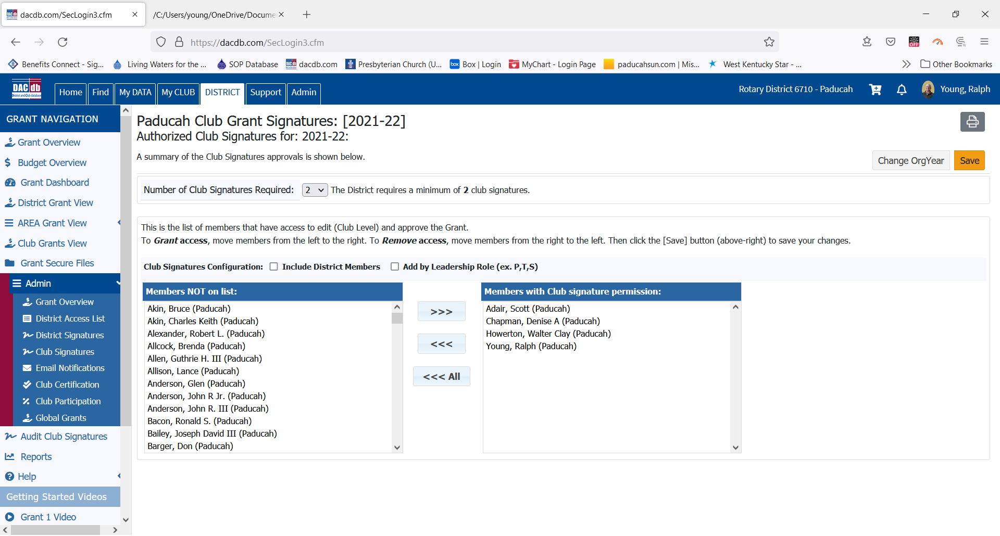 dacdb.com/SecLogin3.cfm
/C:/Users/young/OneDrive/Docume
https://dacdb.com/SecLogin3.cfm
OFF
Benefits Connect - Sig...
Living Waters for the ...
SOP Database
dacdb.com
Presbyterian Church (U...
box
Box | Login
MyChart - Login Page
paducahsun.com | Mis...
West Kentucky Star - ...
Other Bookmarks
DACdb
District and Club database
Home
Find
My DATA
My CLUB
DISTRICT
Support
Admin
Rotary District 6710 - Paducah
Young, Ralph
GRANT NAVIGATION
Grant Overview
Budget Overview
Grant Dashboard
District Grant View
AREA Grant View
Club Grants View
Grant Secure Files
Admin
Grant Overview
District Access List
District Signatures
Club Signatures
Email Notifications
Club Certification
Club Participation
Global Grants
Audit Club Signatures
Reports
Help
Getting Started Videos
Grant 1 Video
Paducah Club Grant Signatures: [2021-22]
Authorized Club Signatures for: 2021-22:
A summary of the Club Signatures approvals is shown below.
Change OrgYear
Save
Number of Club Signatures Required: 2 The District requires a minimum of 2 club signatures.
This is the list of members that have access to edit (Club Level) and approve the Grant.
To Grant access, move members from the left to the right. To Remove access, move members from the right to the left. Then click the [Save] button (above-right) to save your changes.
Club Signatures Configuration: Include District Members Add by Leadership Role (ex. P,T,S)
Members NOT on list:
Akin, Bruce (Paducah)
Akin, Charles Keith (Paducah)
Alexander, Robert L. (Paducah)
Allcock, Brenda (Paducah)
Allen, Guthrie H. III (Paducah)
Allison, Lance (Paducah)
Anderson, Glen (Paducah)
Anderson, John R Jr. (Paducah)
Anderson, John R. III (Paducah)
Bacon, Ronald S. (Paducah)
Bailey, Joseph David III (Paducah)
Barger, Don (Paducah)
>>>
<<<
<<< All
Members with Club signature permission:
Adair, Scott (Paducah)
Chapman, Denise A (Paducah)
Howerton, Walter Clay (Paducah)
Young, Ralph (Paducah)